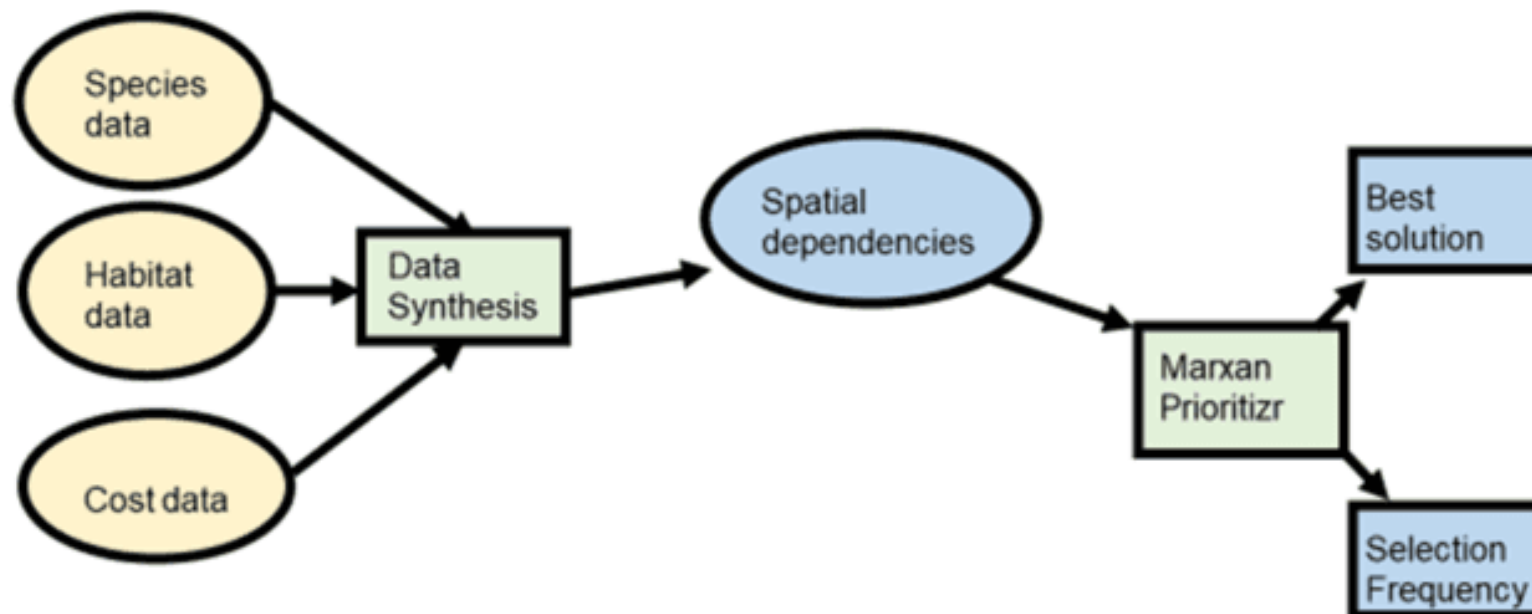 Species
data
Habitat
data
Cost data
Data
Synthesis
Spatial
dependencies
Marxan
Prioritizr
Best
solution
Selection
Frequency